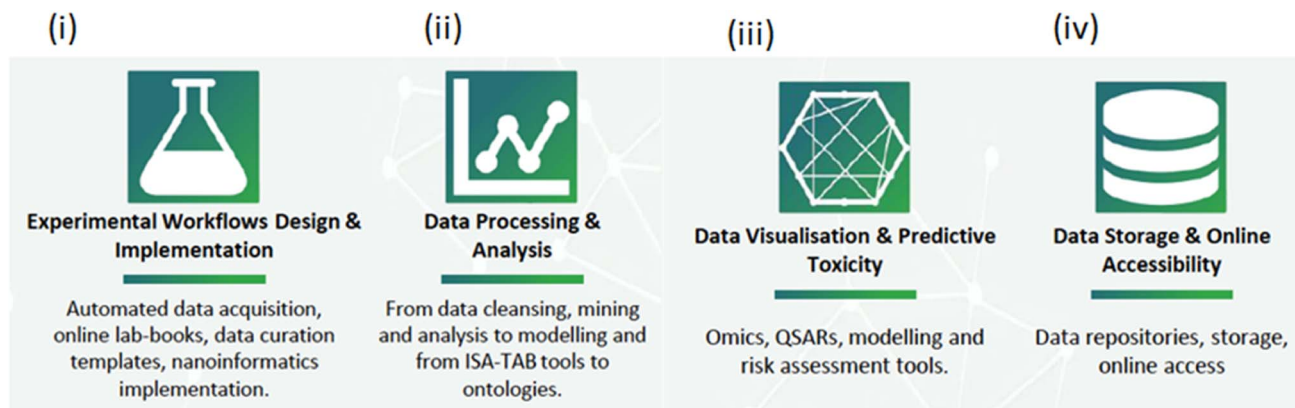 (i)
(ii)
(iii)
(iv)
Experimental Workflows Design &
Implementation
Automated data acquisition,
online lab-books, data curation
templates, nanoinformatics
implementation.
Data Processing &
Analysis
From data cleansing, mining
and analysis to modelling and
from ISA-TAB tools to
ontologies.
Data Visualisation & Predictive
Toxicity
Omics, QSARs, modelling and
risk assessment tools.
Data Storage & Online
Accessibility
Data repositories, storage,
online access